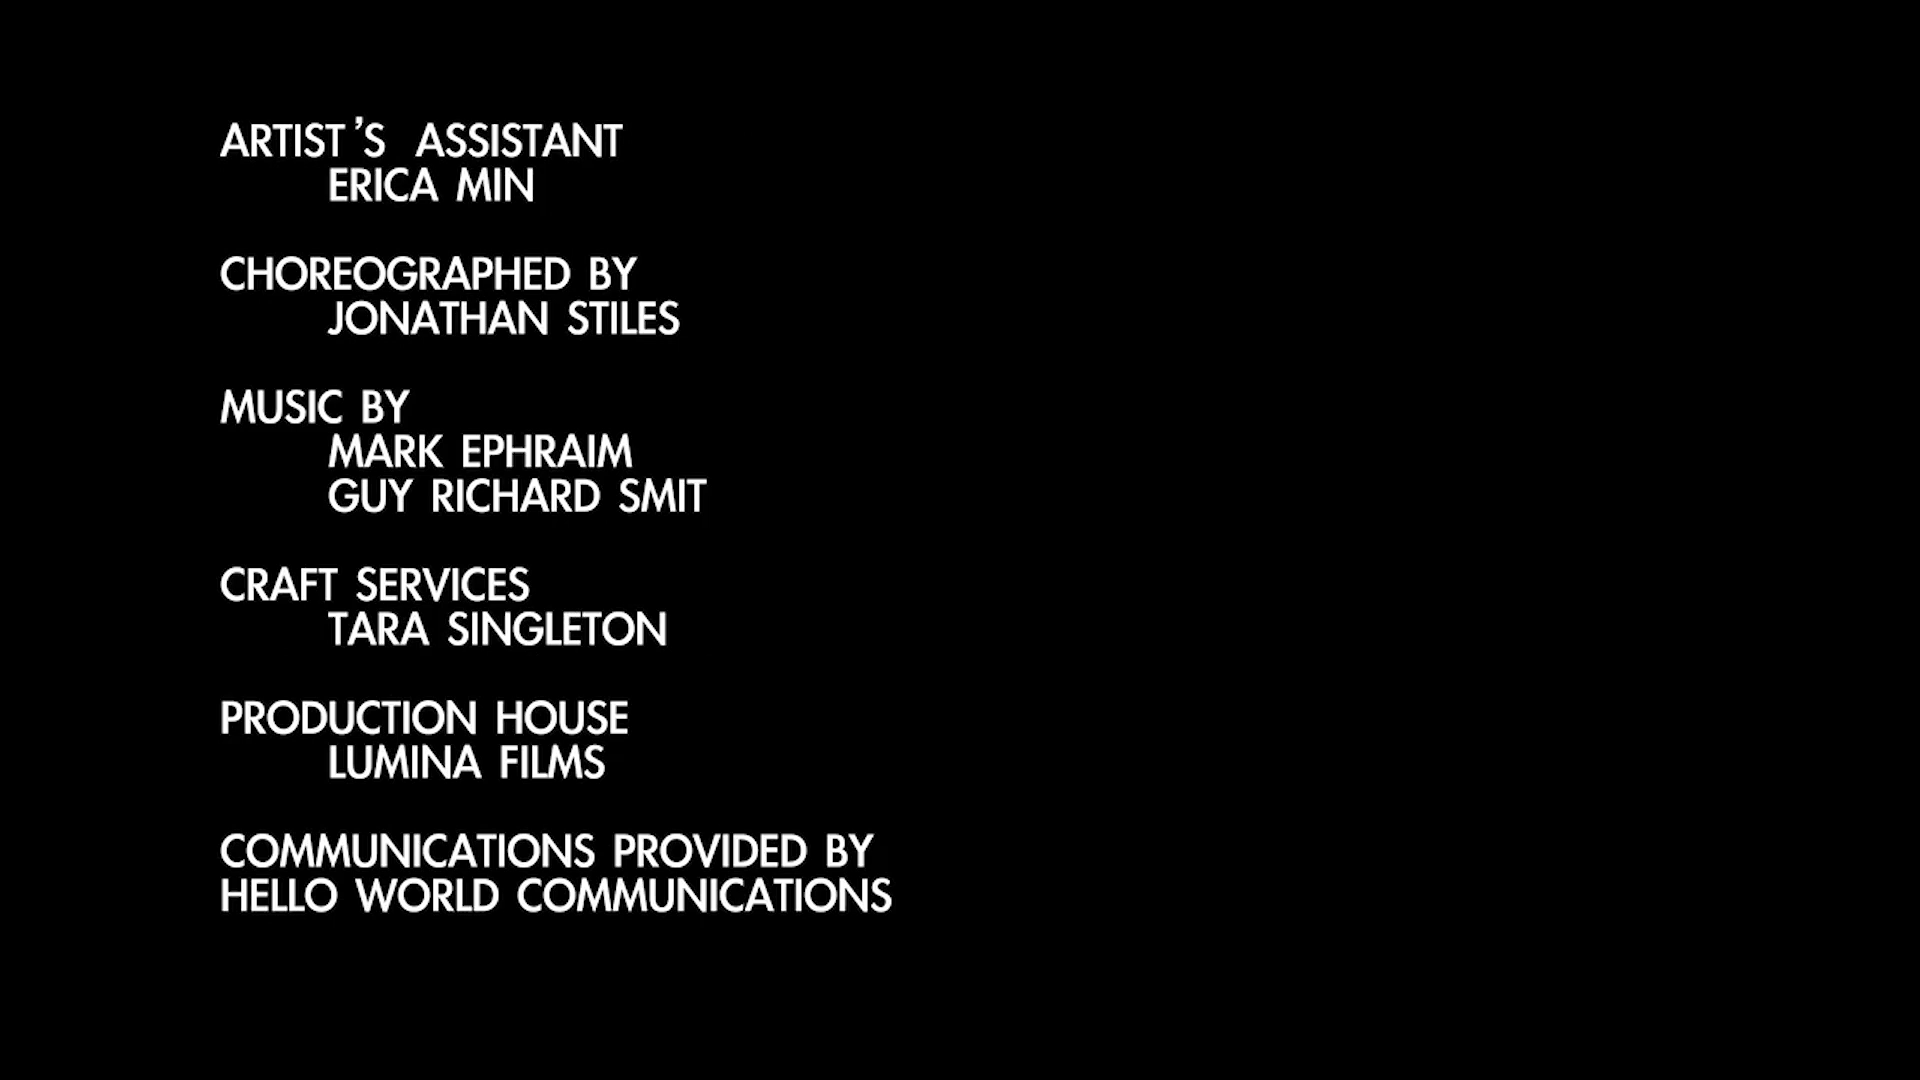 ARTIST'S ASSISTANT
ERICA MIN
CHOREOGRAPHED BY
JONATHAN STILES
MUSIC BY
MARK EPHRAIM
GUY RICHARD SMIT
CRAFT SERVICES
TARA SINGLETON
PRODUCTION HOUSE
LUMINA FILMS
COMMUNICATIONS PROVIDED BY
HELLO WORLD COMMUNICATIONS